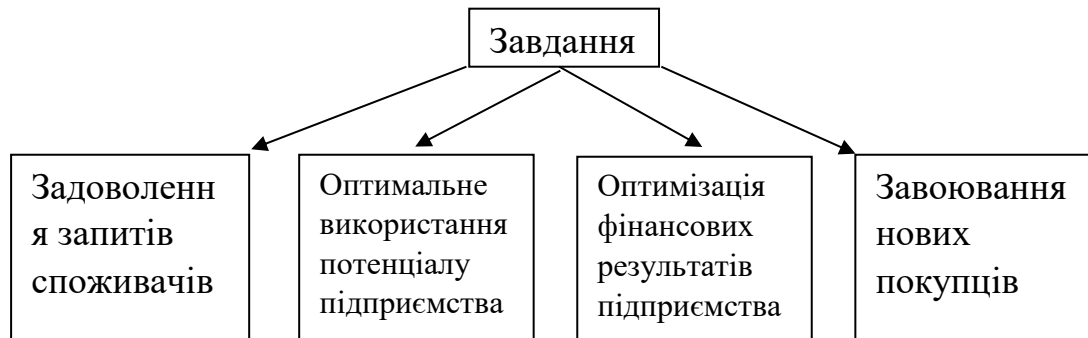 Завдання
Задоволенн
я запитів
споживачів
Оптимальне
використання
потенціалу
підприємства
Оптимізація
фінансових
результатів
підприємства
Завоювання
нових
покупців